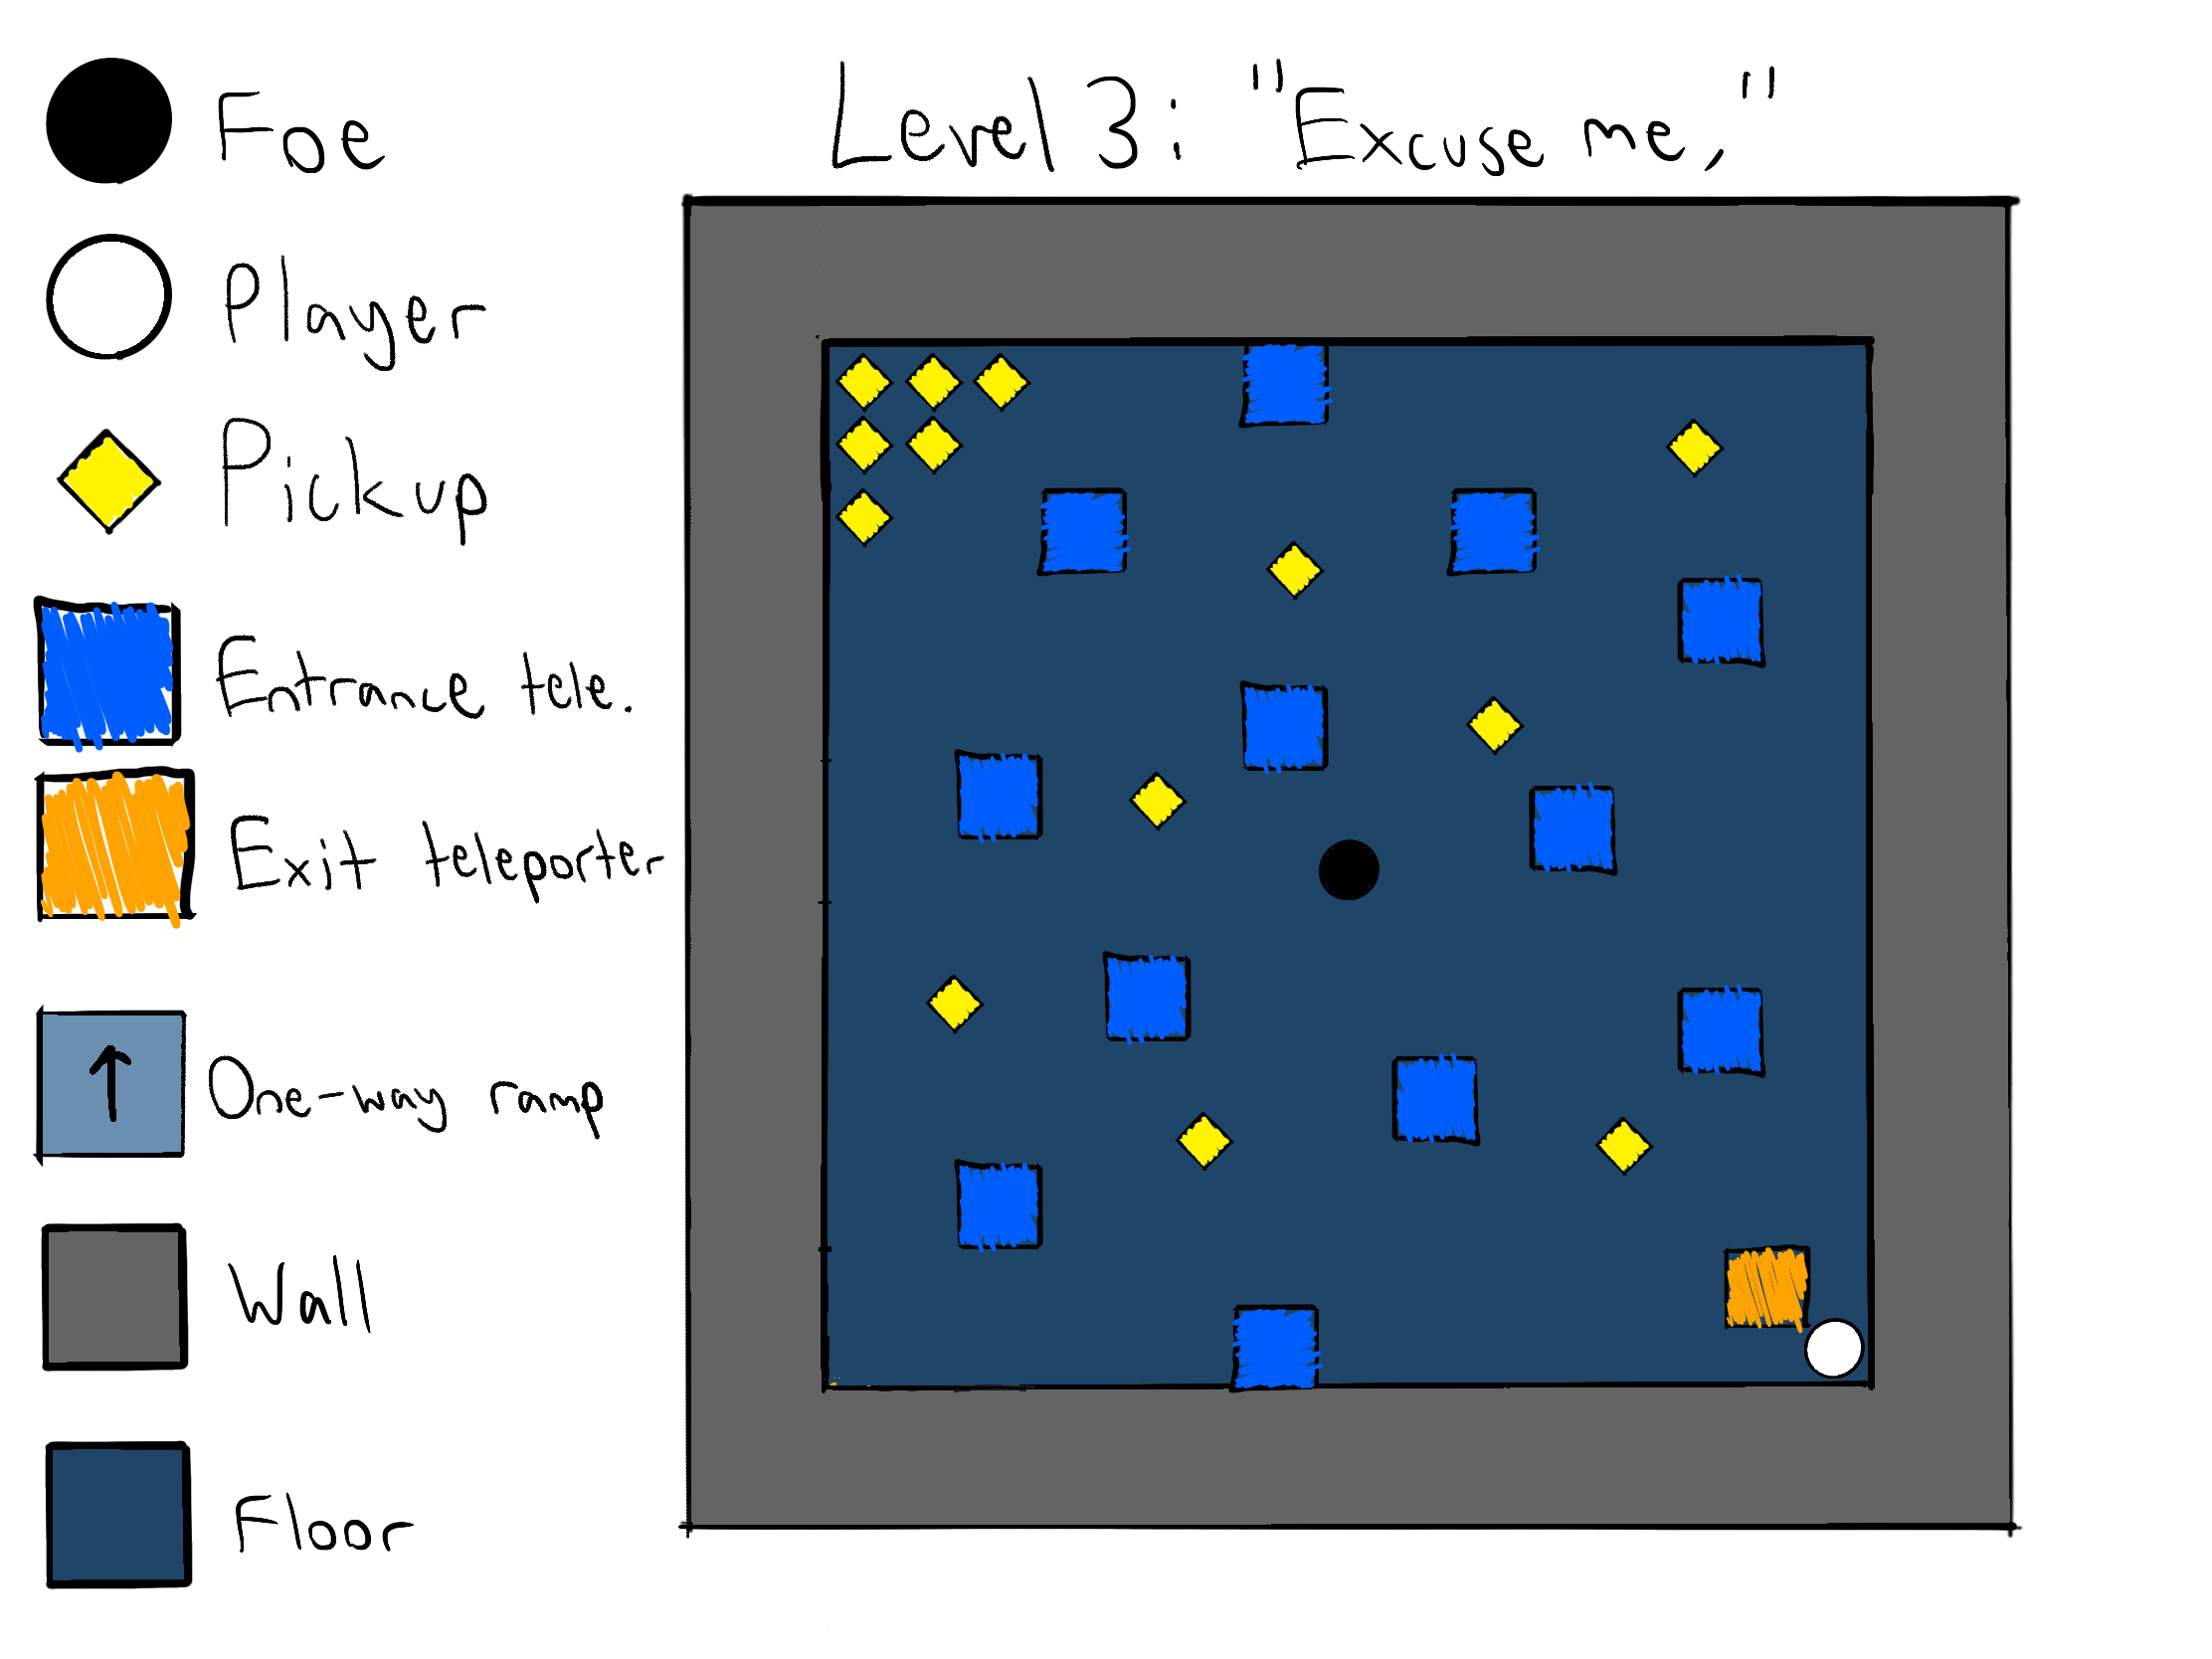 Level 3: "Excuse me,"
Foe
Player
Pickup
Entrance tele.
Exit teleporter
One-way ramp
Wall
Floor